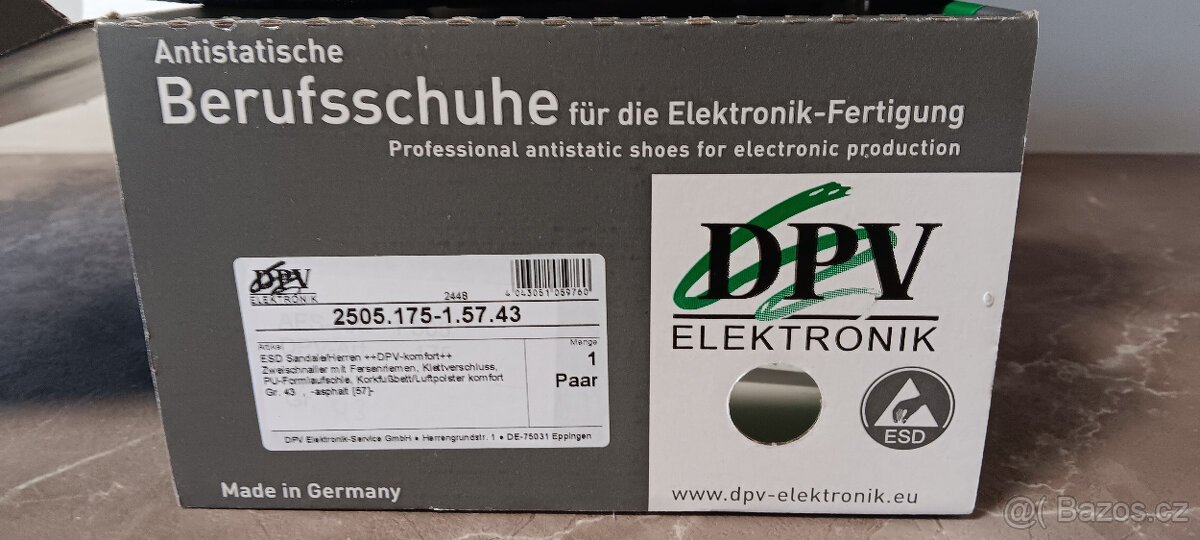 Antistatische
Berufsschuhe für die Elektronik-Fertigung
Professional antistatic shoes for electronic production
DPV
ELEKTRONIK
2448
4 043051 059760
2505.175-1.57.43
Artikel
Menge
ESD Sandale/Herren ++DPV-komfort++
Zweischnaller mit Fersenriemen, Klettverschluss,
PU-Formlaufsohle, Korkfußbett/Luftpolster komfort
Gr. 43 , -asphalt [57]-
1
Paar
DPV Elektronik-Service GmbH • Herrengrundstr. 1 • DE-75031 Eppingen
Made in Germany
DPV
ELEKTRONIK
ESD
www.dpv-elektronik.eu
@( Bazos.cz